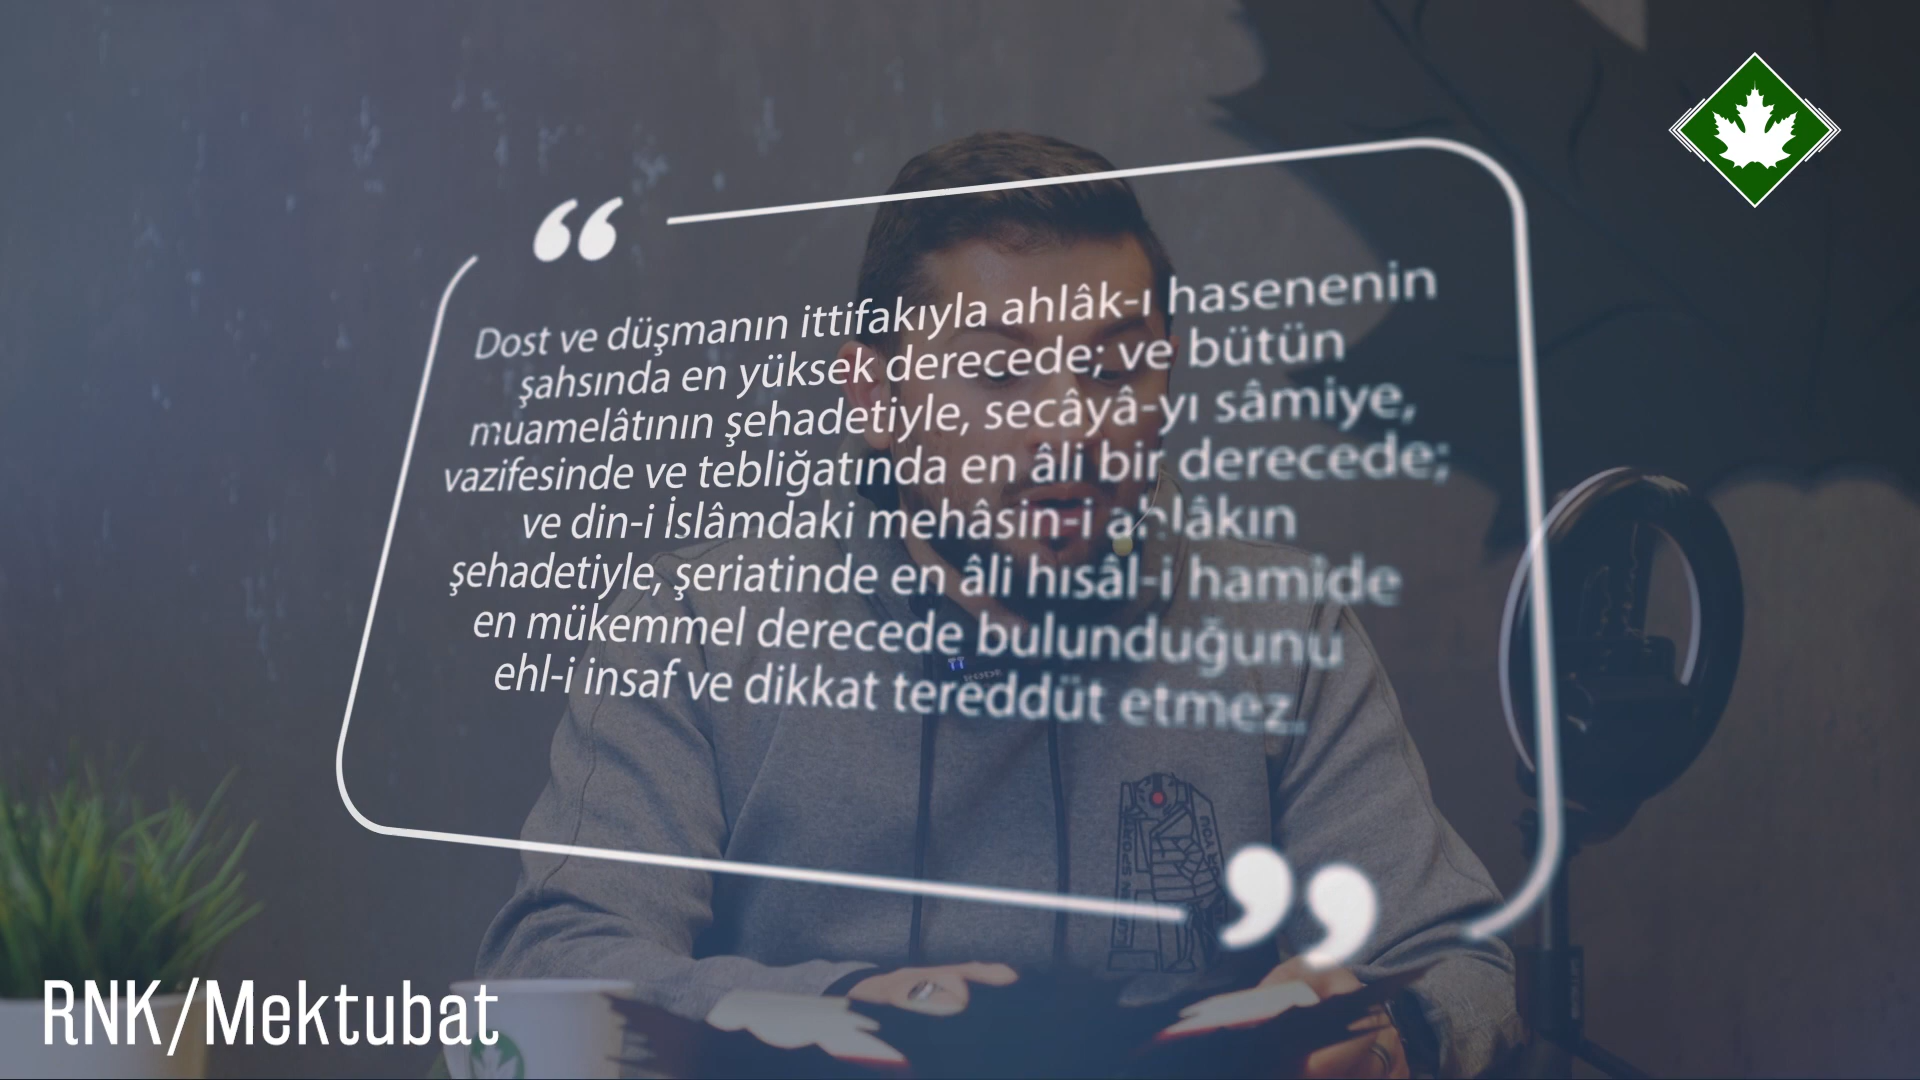 “
Dost ve düşmanın ittifakıyla ahlâk-ı hasenenin
şahsında en yüksek derecede; ve bütün
muamelâtının şehadetiyle, secâyâ-yı sâmiye,
vazifesinde ve tebliğatında en âli bir derecede;
ve din-i İslâmdaki mehâsin-i ahlâkın
şehadetiyle, şeriatinde en âli hısâl-i hamîde
en mükemmel derecede bulunduğunu
ehl-i insaf ve dikkat tereddüt etmez.
”
RNK/Mektubat